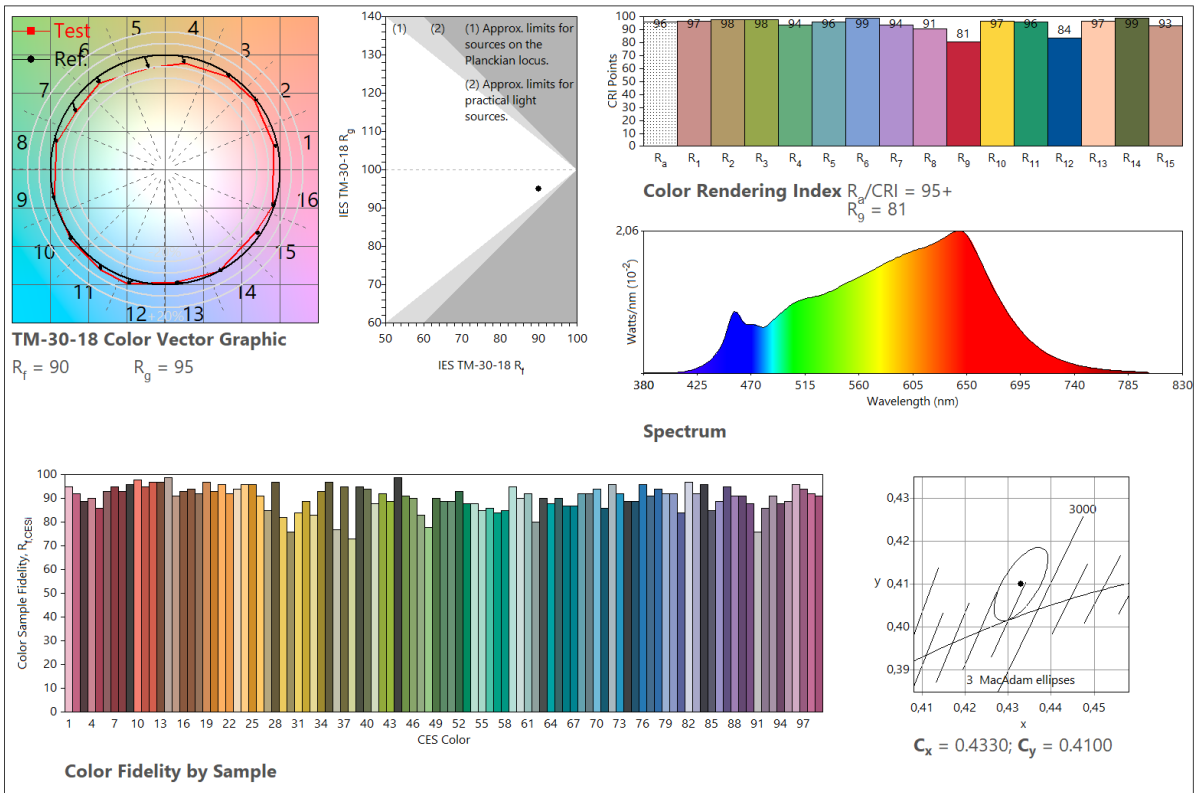 Test
Ref.
5
4
6
3
7
2
8
1
9
16
10
15
11
14
12
13
+20%
TM-30-18 Color Vector Graphic
Rf = 90
Rg = 95
IES TM-30-18 Rg
140
130
120
110
100
90
80
70
60
(1)
(2)
(1) Approx. limits for
sources on the
Planckian locus.
(2) Approx. limits for
practical light
sources.
50 60 70 80 90 100
IES TM-30-18 Rf
CRI Points
100
90
80
70
60
50
40
30
20
10
0
96 97 98 98 94 96 99 94 91 81 97 96 84 97 99 93
Ra R1 R2 R3 R4 R5 R6 R7 R8 R9 R10 R11 R12 R13 R14 R15
Color Rendering Index Ra/CRI = 95+
R9 = 81
2,06
Watts/nm (10-2)
380 425 470 515 560 605 650 695 740 785 830
Wavelength (nm)
Spectrum
Color Sample Fidelity, Rf,CESi
100
90
80
70
60
50
40
30
20
10
0
1 4 7 10 13 16 19 22 25 28 31 34 37 40 43 46 49 52 55 58 61 64 67 70 73 76 79 82 85 88 91 94 97
CES Color
Color Fidelity by Sample
0,43
0,42
0,41
0,40
0,39
y
3000
3 MacAdam ellipses
0,41 0,42 0,43 0,44 0,45
x
Cx = 0.4330; Cy = 0.4100